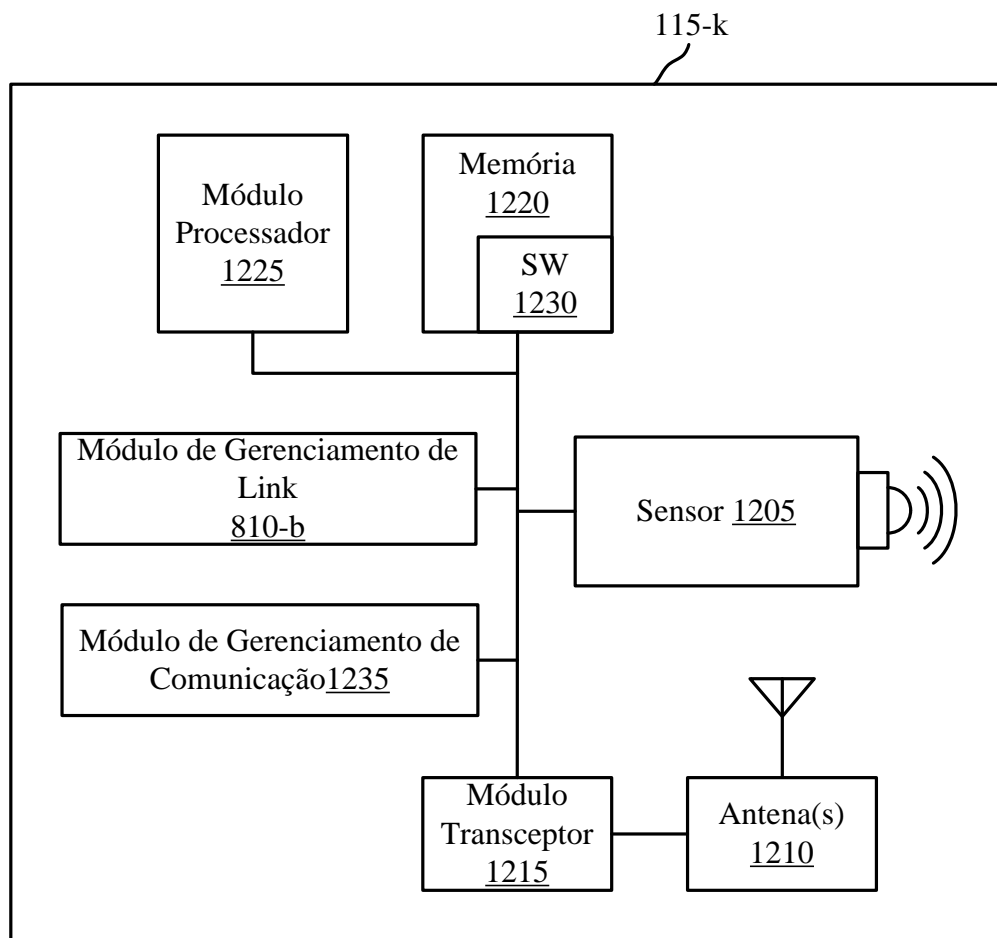 115-k
Módulo
Processador
1225
Memória
1220
SW
1230
Módulo de Gerenciamento de
Link
810-b
Sensor 1205
Módulo de Gerenciamento de
Comunicação1235
Módulo
Transceptor
1215
Antena(s)
1210